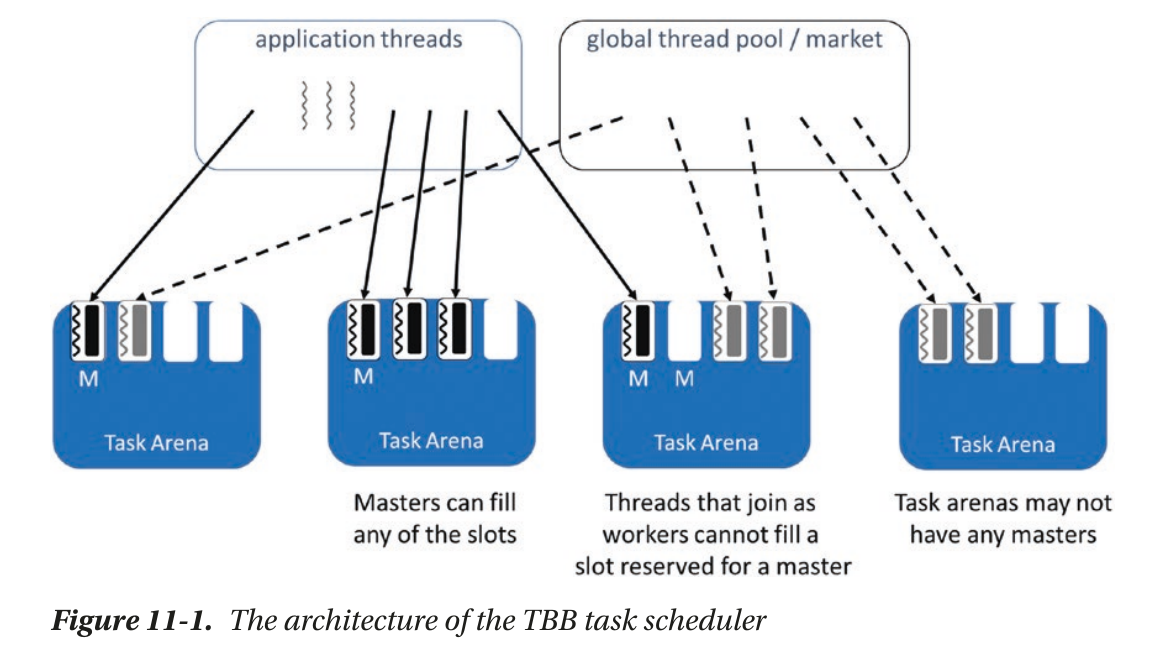 application threads
global thread pool / market
M
Task Arena
M
Task Arena
M M
Task Arena
Task Arena
Masters can fill
any of the slots
Threads that join as
workers cannot fill a
slot reserved for a master
Task arenas may not
have any masters
Figure 11-1. The architecture of the TBB task scheduler